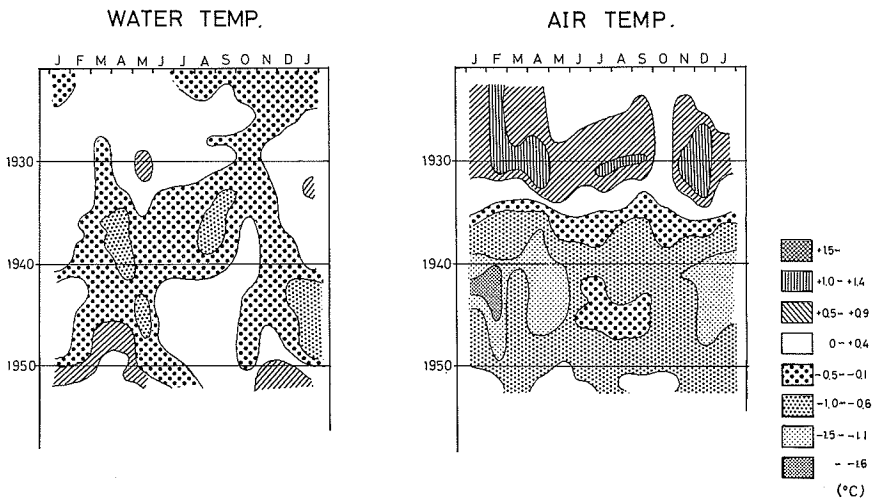 WATER TEMP.
J F M A M J J A S O N D J
1930
1940
1950
AIR TEMP.
J F M A M J J A S O N D J
1930
1940
1950
+1.5-
+1.0-+1.4
+0.5-+0.9
0-+0.4
-0.5--0.1
-1.0--0.6
-1.5--1.1
--1.6
(°C)